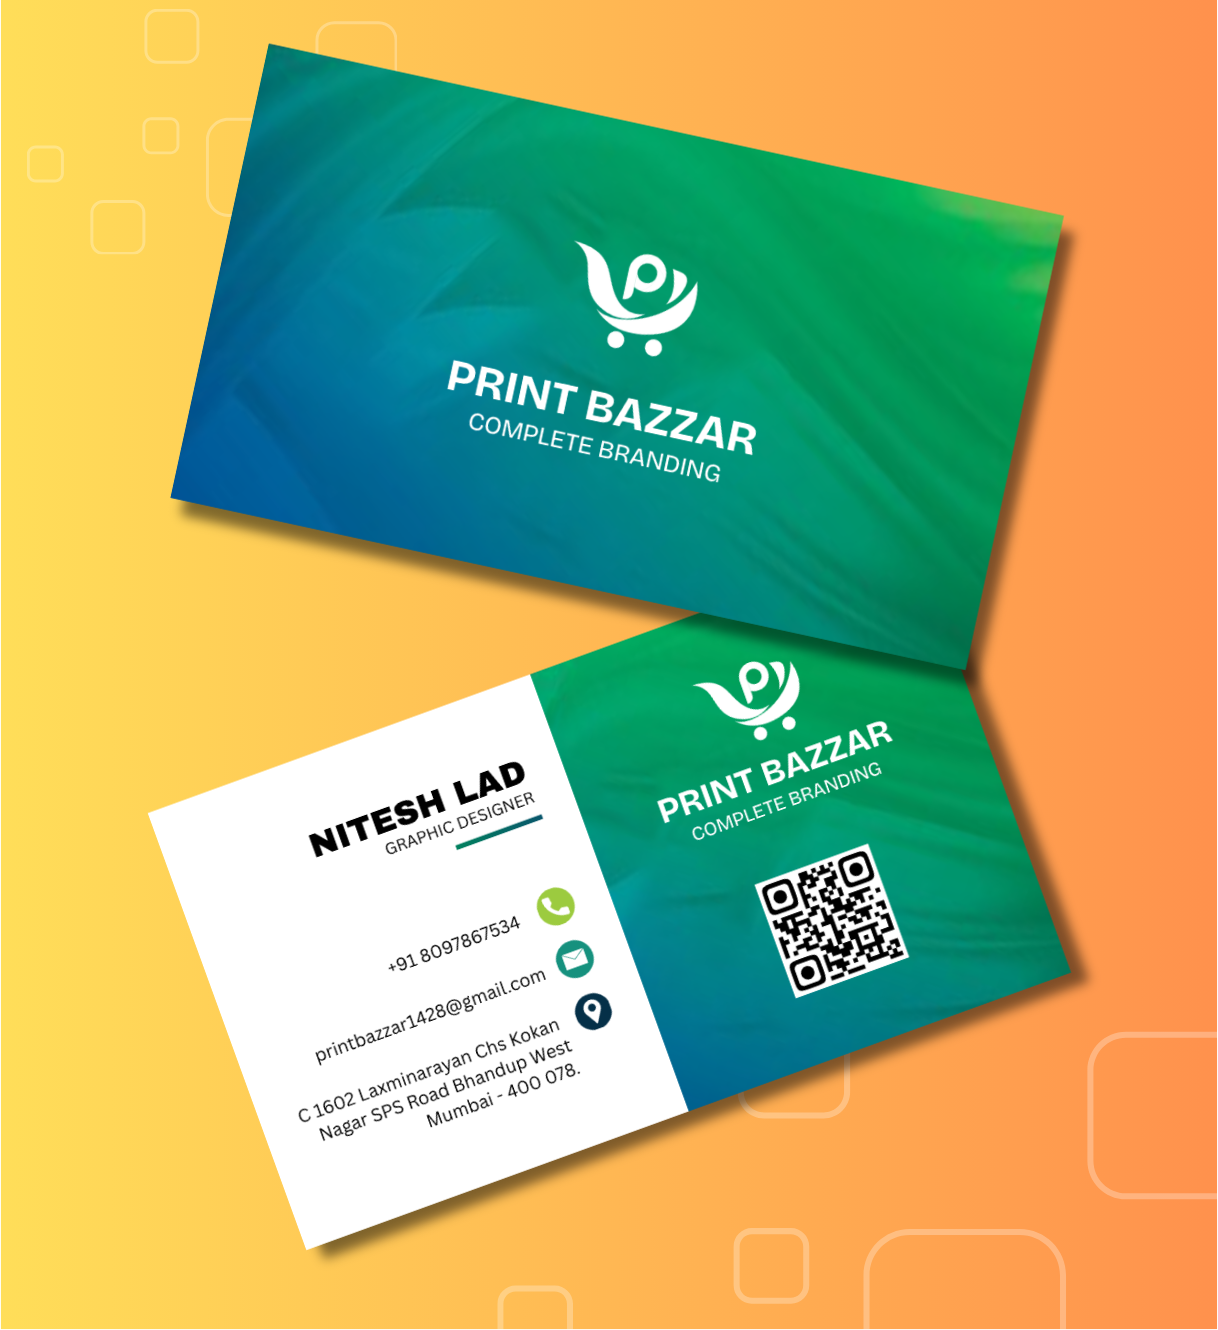 PRINT BAZZAR
COMPLETE BRANDING
PRINT BAZZAR
COMPLETE BRANDING
NITESH LAD
GRAPHIC DESIGNER
+91 8097867534
printbazzar1428@gmail.com
C 1602 Laxminarayan Chs Kokan
Nagar SPS Road Bhandup West
Mumbai - 400 078.